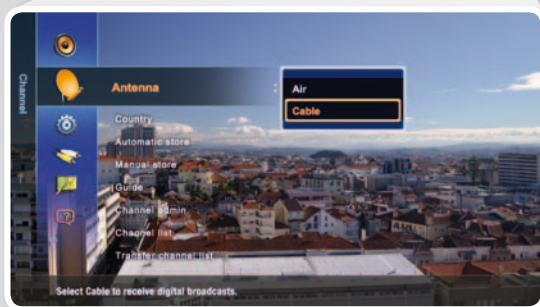 Channel
Antenna :
Air
Cable
Country
Automatic store
Manual store
Guide
Channel admin
Channel list
Transfer channel list
Select Cable to receive digital broadcasts.